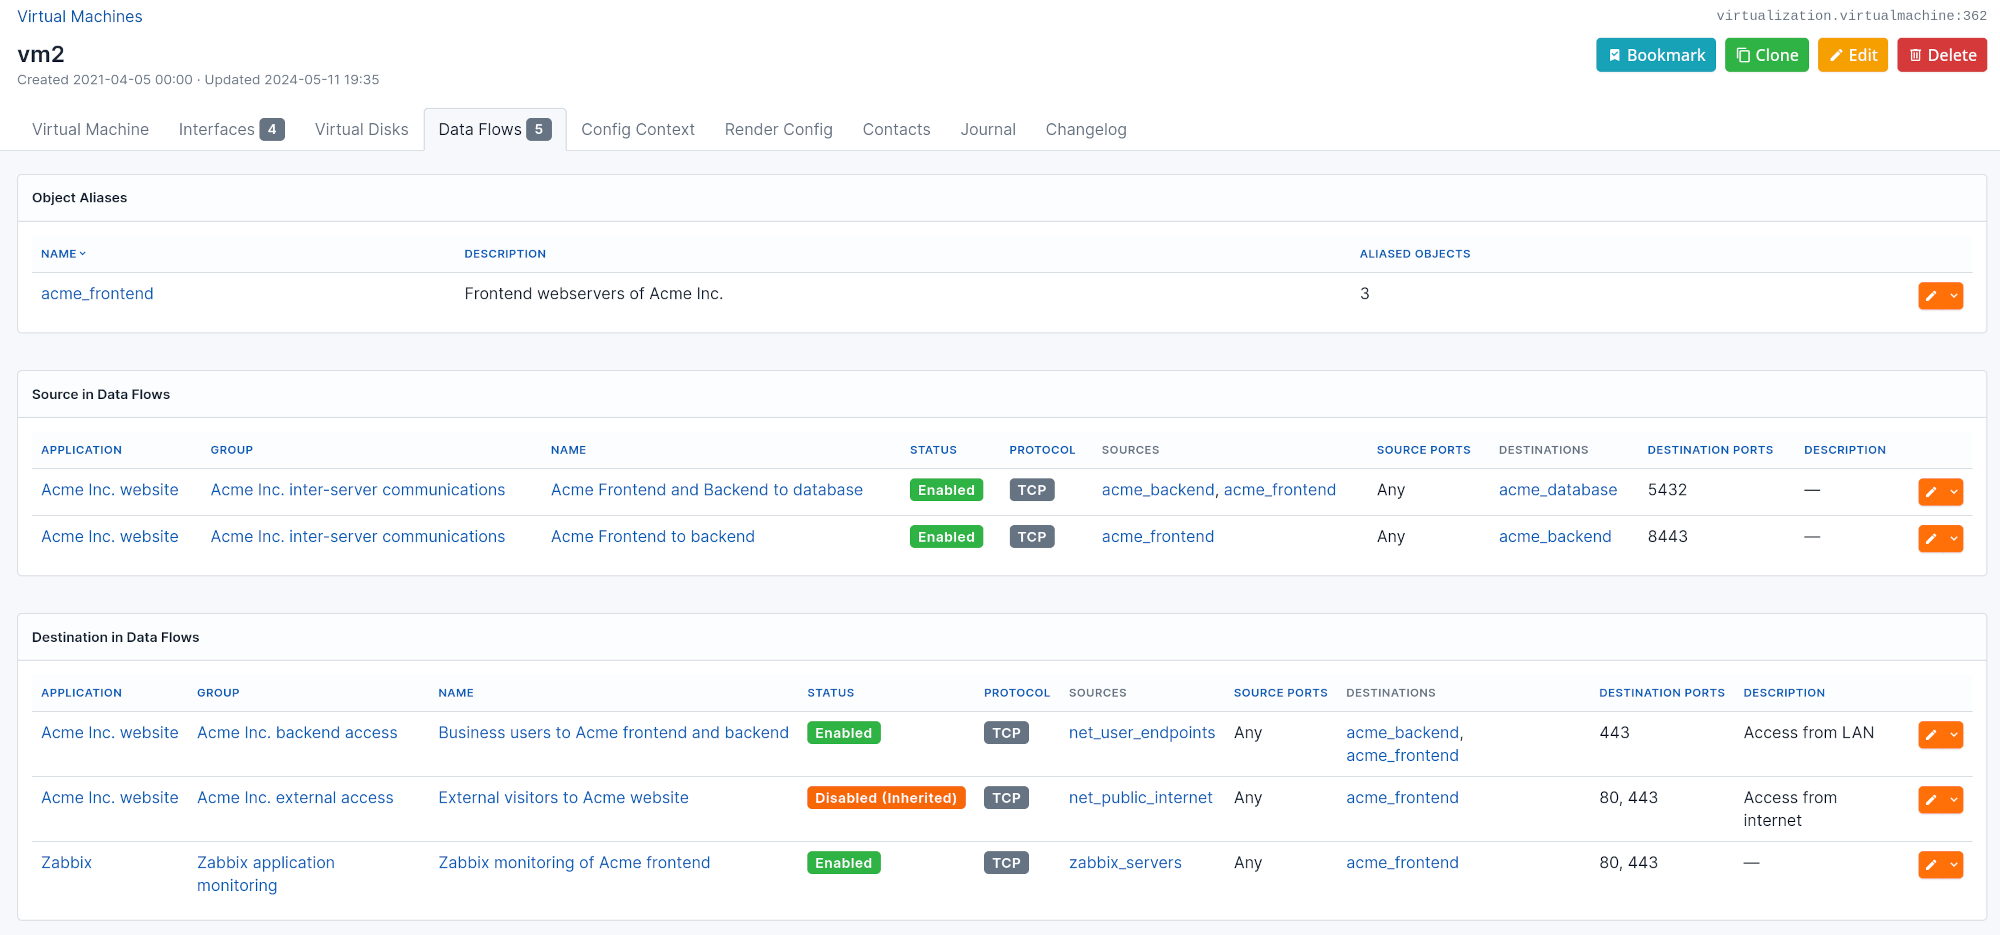 Virtual Machines
virtualization.virtualmachine:362
vm2
Bookmark Clone Edit Delete
Created 2021-04-05 00:00 · Updated 2024-05-11 19:35
Virtual Machine Interfaces 4 Virtual Disks Data Flows 5 Config Context Render Config Contacts Journal Changelog
Object Aliases
NAME DESCRIPTION ALIASED OBJECTS
acme_frontend Frontend webservers of Acme Inc. 3
Source in Data Flows
APPLICATION GROUP NAME STATUS PROTOCOL SOURCES SOURCE PORTS DESTINATIONS DESTINATION PORTS DESCRIPTION
Acme Inc. website Acme Inc. inter-server communications Acme Frontend and Backend to database Enabled TCP acme_backend, acme_frontend Any acme_database 5432 —
Acme Inc. website Acme Inc. inter-server communications Acme Frontend to backend Enabled TCP acme_frontend Any acme_backend 8443 —
Destination in Data Flows
APPLICATION GROUP NAME STATUS PROTOCOL SOURCES SOURCE PORTS DESTINATIONS DESTINATION PORTS DESCRIPTION
Acme Inc. website Acme Inc. backend access Business users to Acme frontend and backend Enabled TCP net_user_endpoints Any acme_backend, 443 Access from LAN
acme_frontend
Acme Inc. website Acme Inc. external access External visitors to Acme website Disabled (Inherited) TCP net_public_internet Any acme_frontend 80, 443 Access from
internet
Zabbix Zabbix application Zabbix monitoring of Acme frontend Enabled TCP zabbix_servers Any acme_frontend 80, 443 —
monitoring